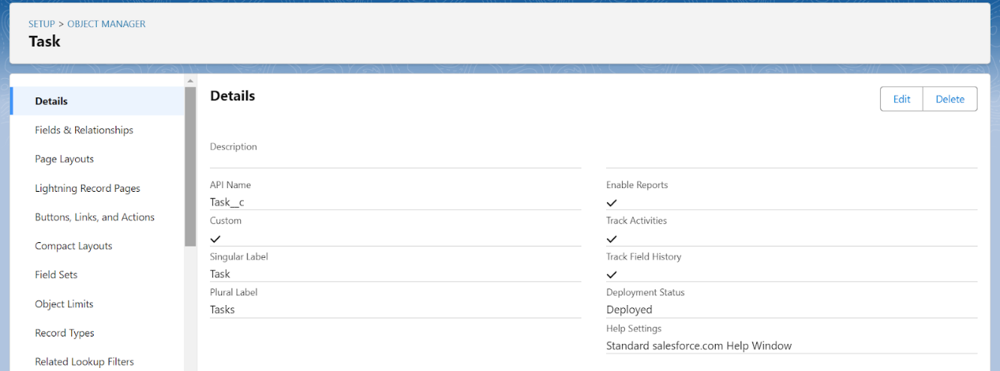 SETUP > OBJECT MANAGER
Task
Details
Fields & Relationships
Page Layouts
Lightning Record Pages
Buttons, Links, and Actions
Compact Layouts
Field Sets
Object Limits
Record Types
Related Lookup Filters
Details
Edit
Delete
Description
API Name
Task__c
Custom
Singular Label
Task
Plural Label
Tasks
Enable Reports
Track Activities
Track Field History
Deployment Status
Deployed
Help Settings
Standard salesforce.com Help Window